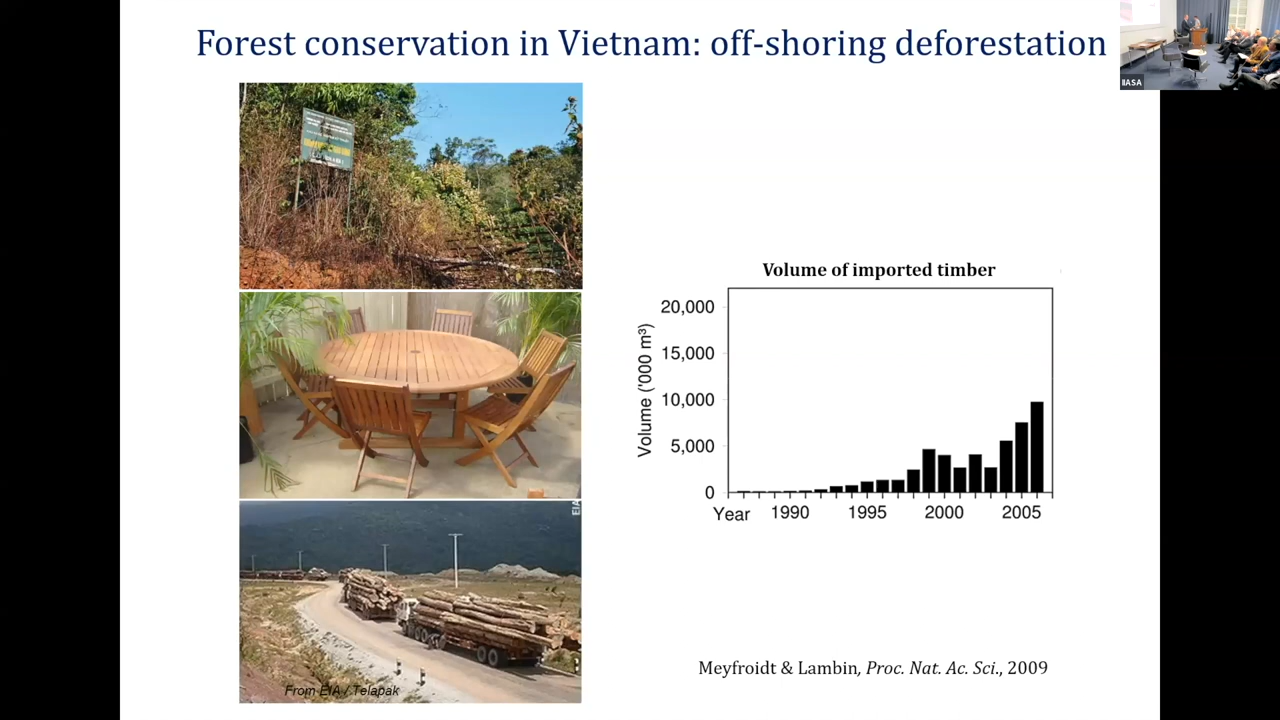 Forest conservation in Vietnam: off-shoring deforestation
IIASA
Volume of imported timber
Volume ('000 m³)
20,000
15,000
10,000
5,000
0
Year 1990 1995 2000 2005
EIA
From EIA / Telapak
Meyfroidt & Lambin, Proc. Nat. Ac. Sci., 2009